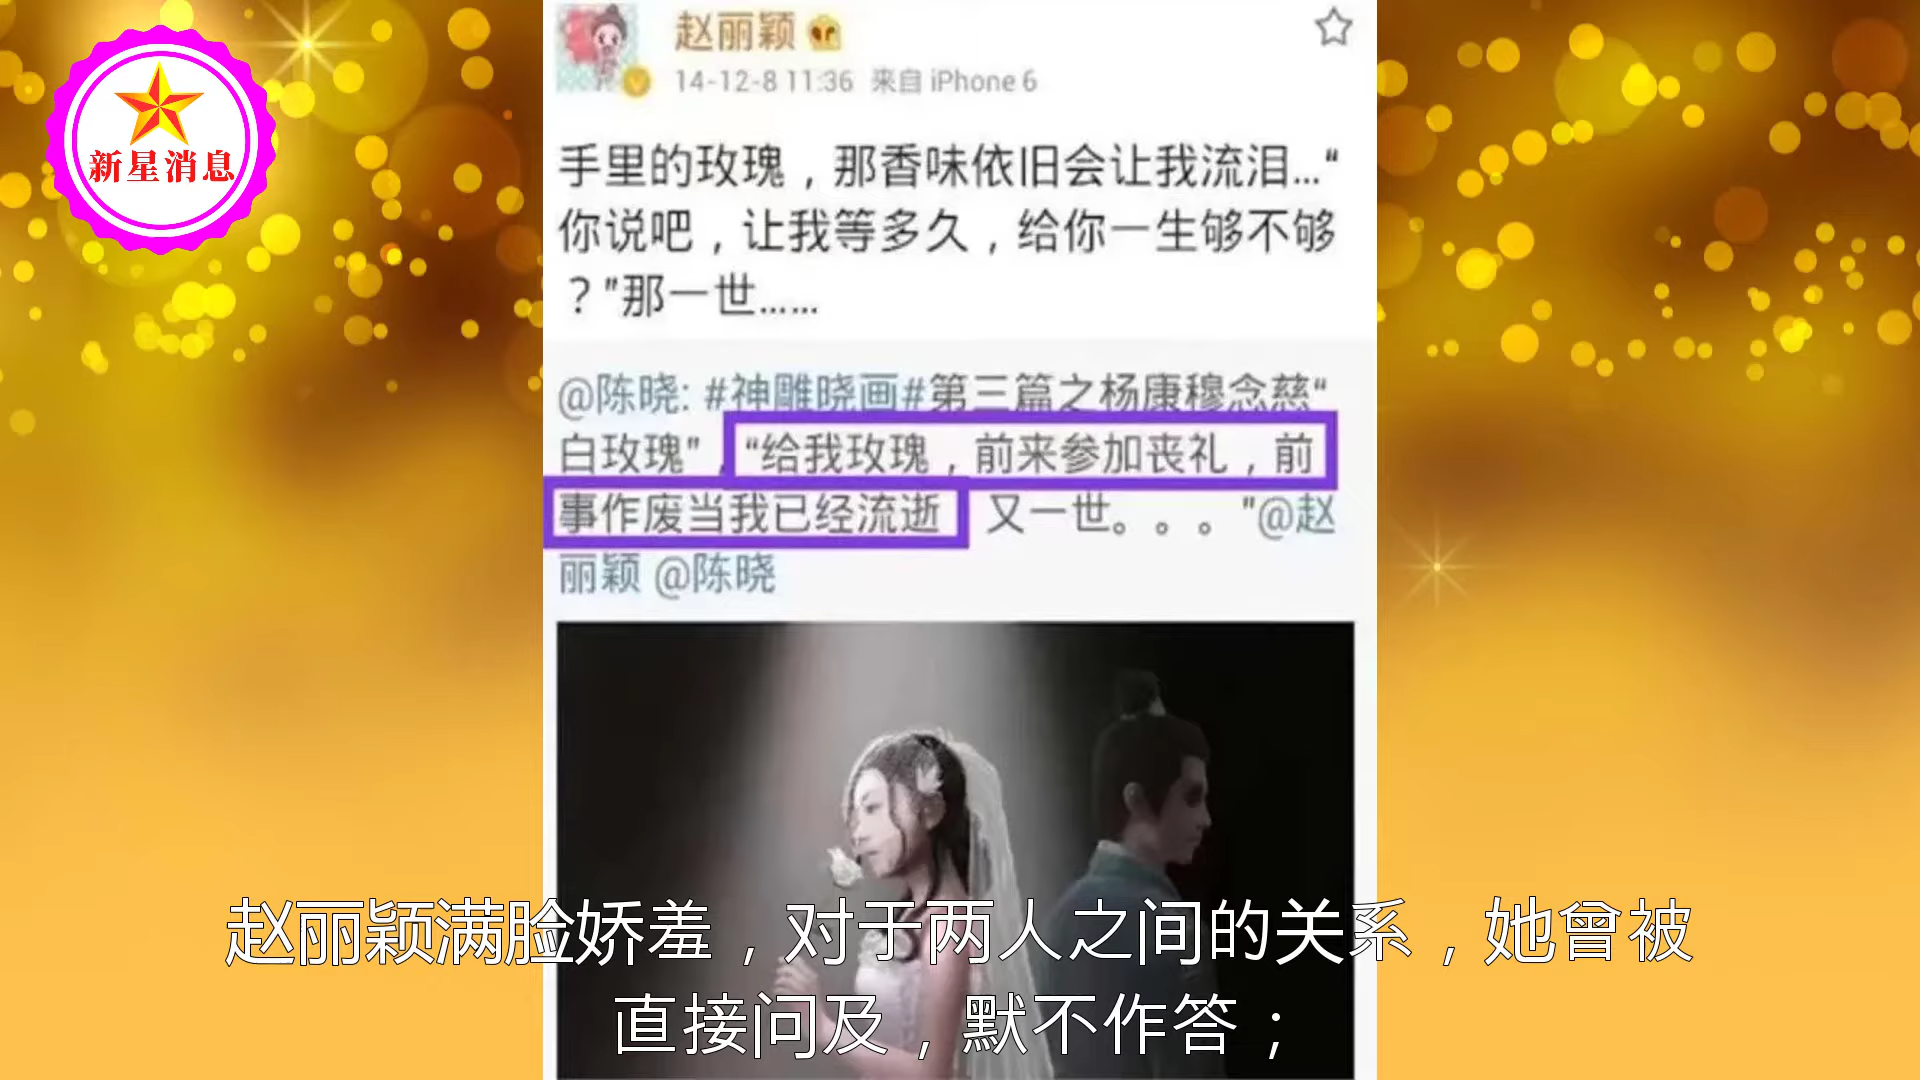 新星消息
赵丽颖
14-12-8 11:36 来自 iPhone 6
手里的玫瑰，那香味依旧会让我流泪...“
你说吧，让我等多久，给你一生够不够
？”那一世......
@陈晓: #神雕晓画#第三篇之杨康穆念慈“
白玫瑰”，“给我玫瑰，前来参加丧礼，前
事作废当我已经流逝 又一世。。。”@赵
丽颖 @陈晓
赵丽颖满脸娇羞，对于两人之间的关系，她曾被
直接问及，默不作答；